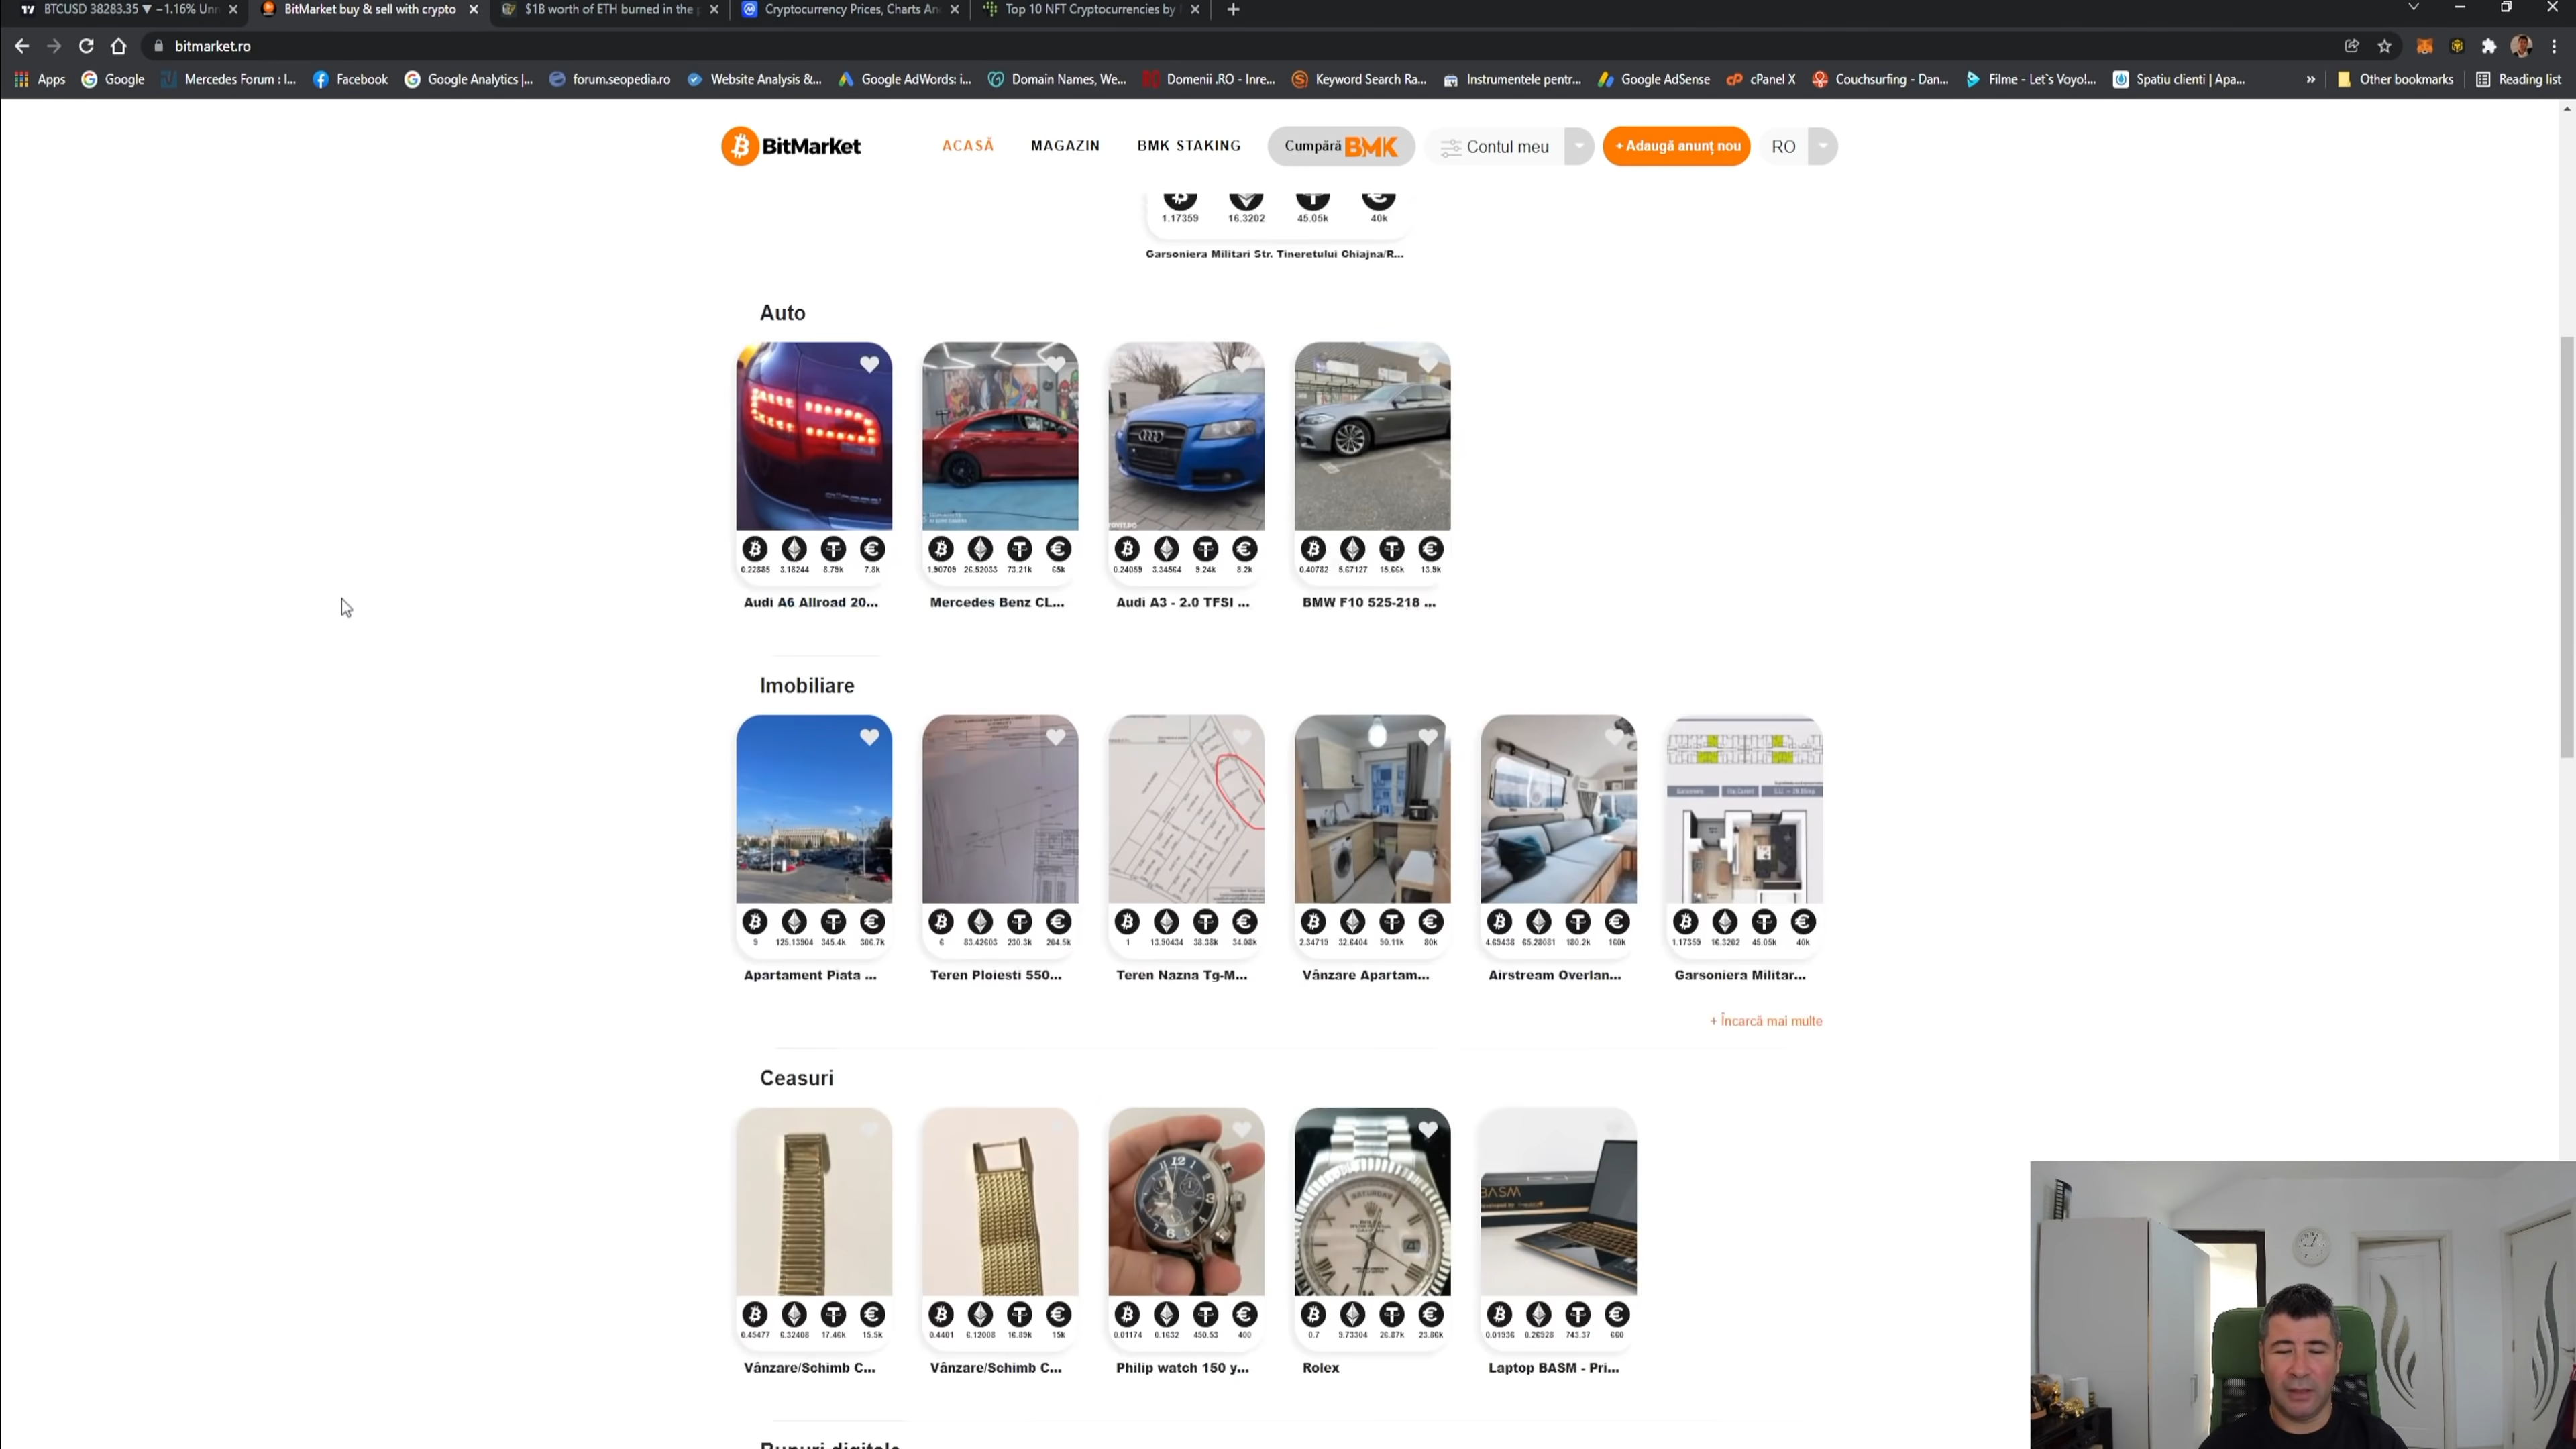 BTCUSD 38283.35 ▼ −1.16% Unn
BitMarket buy & sell with crypto
$1B worth of ETH burned in the p
Cryptocurrency Prices, Charts An
Top 10 NFT Cryptocurrencies by
bitmarket.ro
Apps
Google
Mercedes Forum : I...
Facebook
Google Analytics |...
forum.seopedia.ro
Website Analysis &...
Google AdWords: i...
Domain Names, We...
Domenii .RO - Inre...
Keyword Search Ra...
Instrumentele pentr...
Google AdSense
cPanel X
Couchsurfing - Dan...
Filme - Let`s Voyo!...
Spatiu clienti | Apa...
Other bookmarks
Reading list
BitMarket
ACASĂ
MAGAZIN
BMK STAKING
Cumpără BMK
Contul meu
+ Adaugă anunț nou
RO
1.17359 16.3202 45.05k 40k
Garsoniera Militari Str. Tineretului Chiajna/R...
Auto
0.22885 3.18244 8.79k 7.8k
1.90709 26.52033 73.21k 65k
0.24059 3.34564 9.24k 8.2k
0.40782 5.67127 15.66k 13.9k
Audi A6 Allroad 20...
Mercedes Benz CL...
Audi A3 - 2.0 TFSI ...
BMW F10 525-218 ...
Imobiliare
9 125.13904 345.4k 306.7k
6 83.42603 230.3k 204.5k
1 13.90434 38.38k 34.08k
2.34719 32.6404 90.11k 80k
4.69438 65.28081 180.2k 160k
1.17359 16.3202 45.05k 40k
Apartament Piata ...
Teren Ploiesti 550...
Teren Nazna Tg-M...
Vânzare Apartam...
Airstream Overlan...
Garsoniera Militar...
+ Încarcă mai multe
Ceasuri
BASM
0.45477 6.32408 17.46k 15.5k
0.4401 6.12008 16.89k 15k
0.01174 0.1632 450.53 400
0.7 9.73304 26.87k 23.86k
0.01936 0.26928 743.37 660
Vânzare/Schimb C...
Vânzare/Schimb C...
Philip watch 150 y...
Rolex
Laptop BASM - Pri...
Bunuri digitale